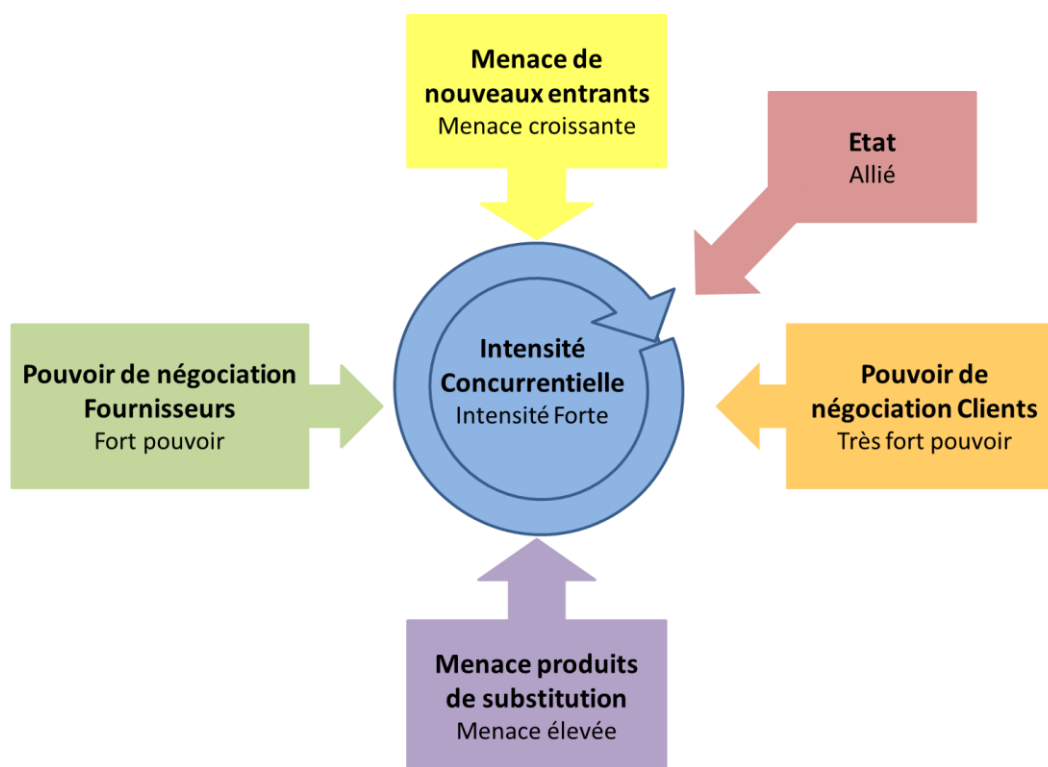 Menace de
nouveaux entrants
Menace croissante
Etat
Allié
Pouvoir de négociation
Fournisseurs
Fort pouvoir
Intensité
Concurrentielle
Intensité Forte
Pouvoir de
négociation Clients
Très fort pouvoir
Menace produits
de substitution
Menace élevée